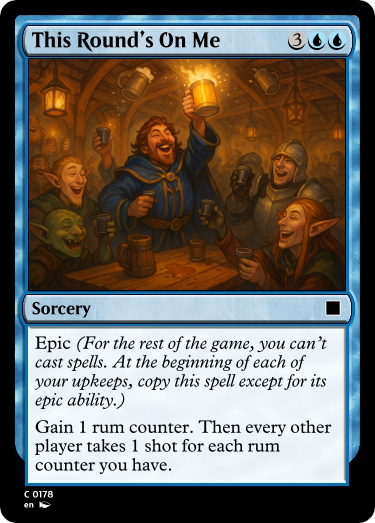 This Round's On Me 3
Sorcery
Epic (For the rest of the game, you can't
cast spells. At the beginning of each of
your upkeeps, copy this spell except for its
epic ability.)
Gain 1 rum counter. Then every other
player takes 1 shot for each rum
counter you have.
C 0178
en